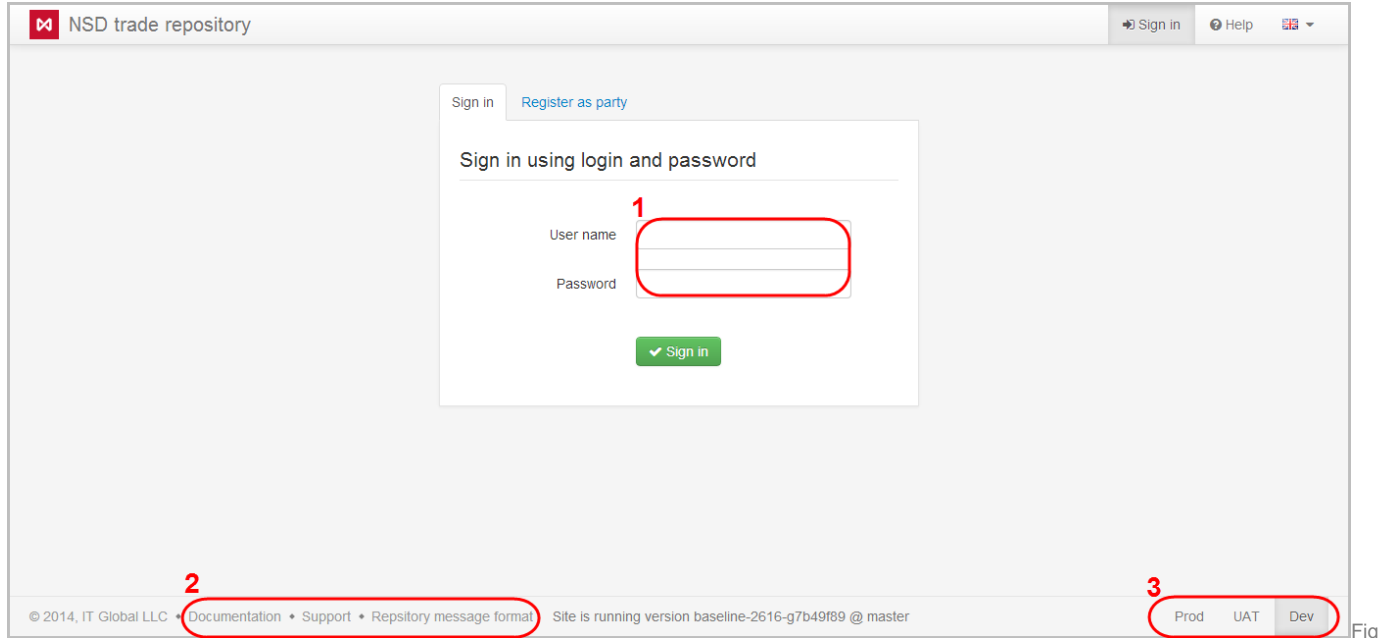 NSD trade repository
Sign in Help
Sign in Register as party
Sign in using login and password
1
User name
Password
Sign in
2
3
© 2014, IT Global LLC • Documentation • Support • Repsitory message format Site is running version baseline-2616-g7b49f89 @ master Prod UAT Dev
Fig